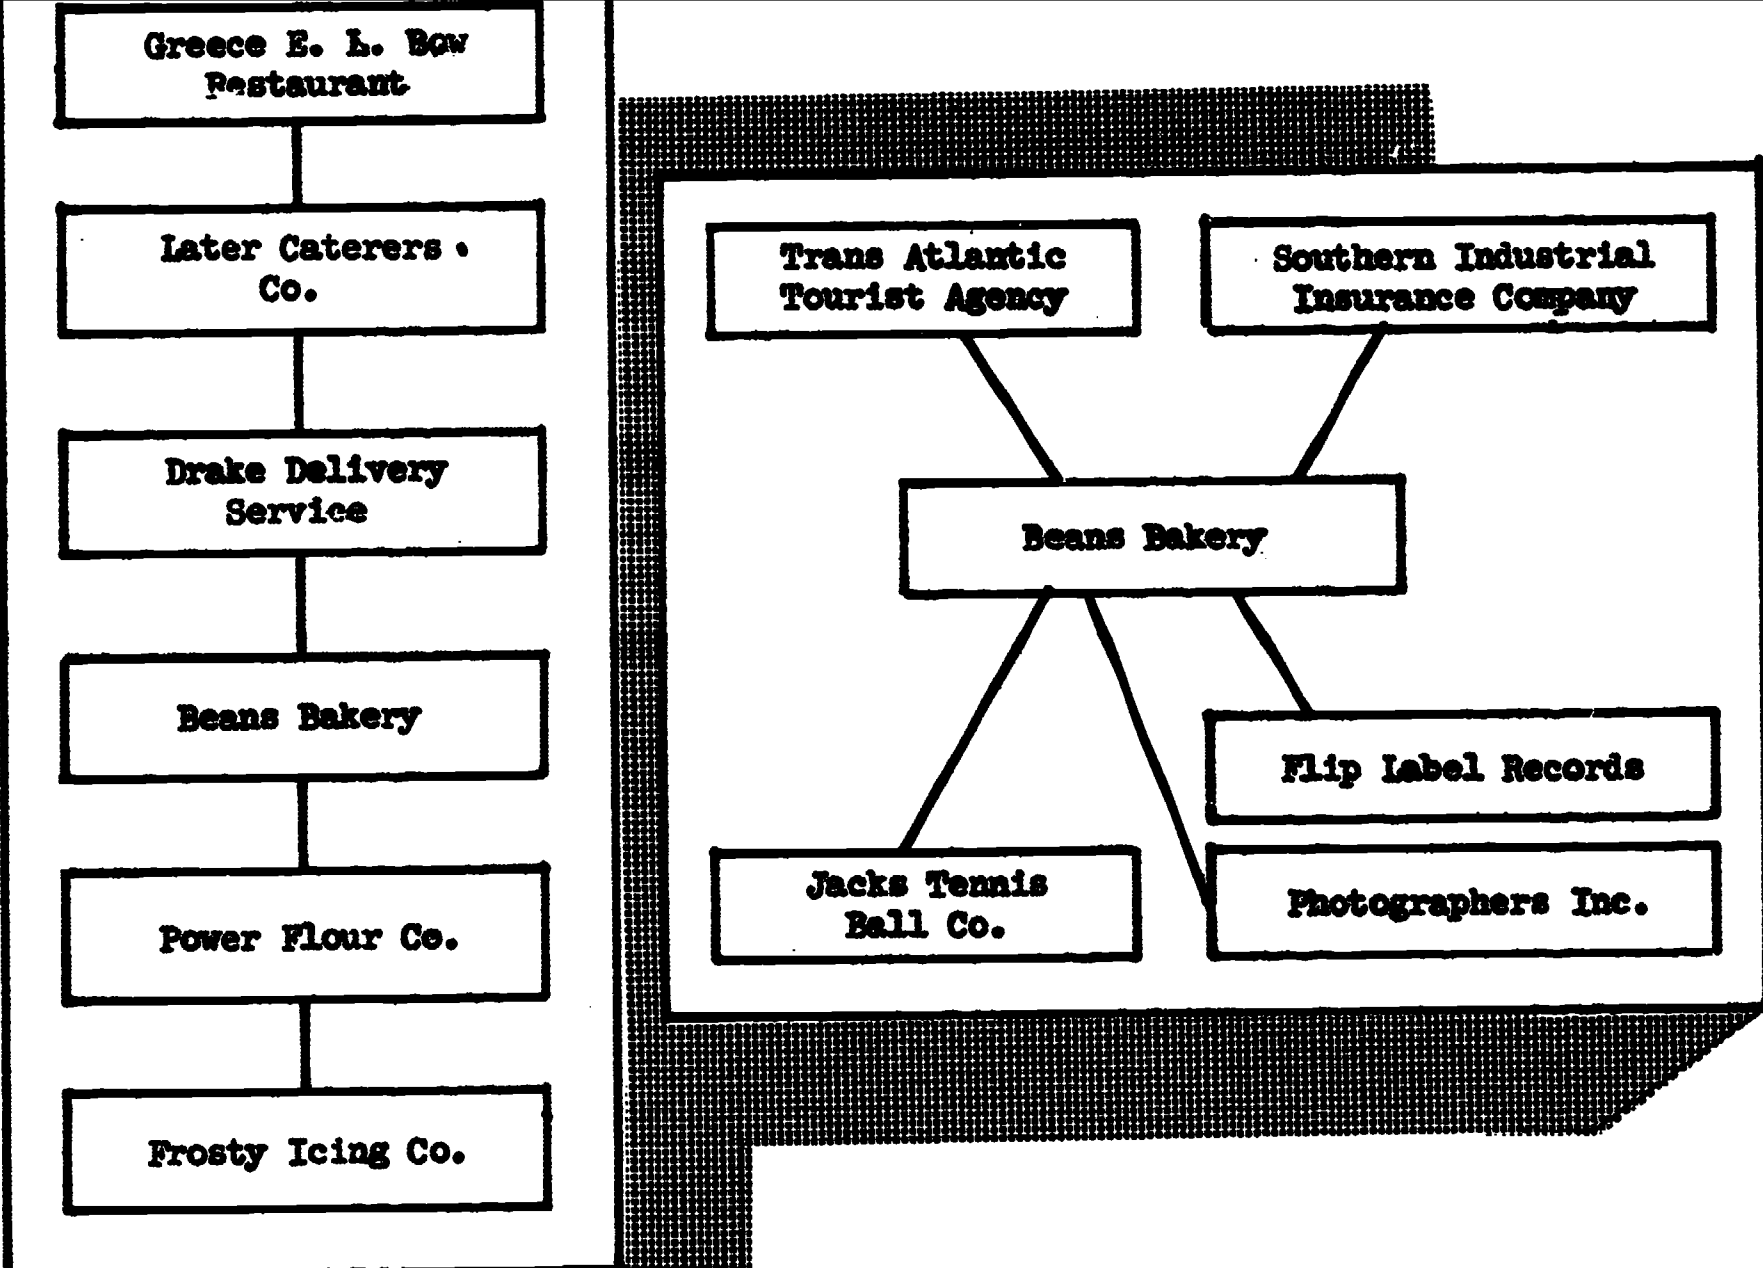 Greece E. L. Bow
Restaurant
Later Caterers
Co.
Drake Delivery
Service
Beans Bakery
Power Flour Co.
Frosty Icing Co.
Trans Atlantic
Tourist Agency
Southern Industrial
Insurance Company
Beans Bakery
Flip Label Records
Jacks Tennis
Ball Co.
Photographers Inc.